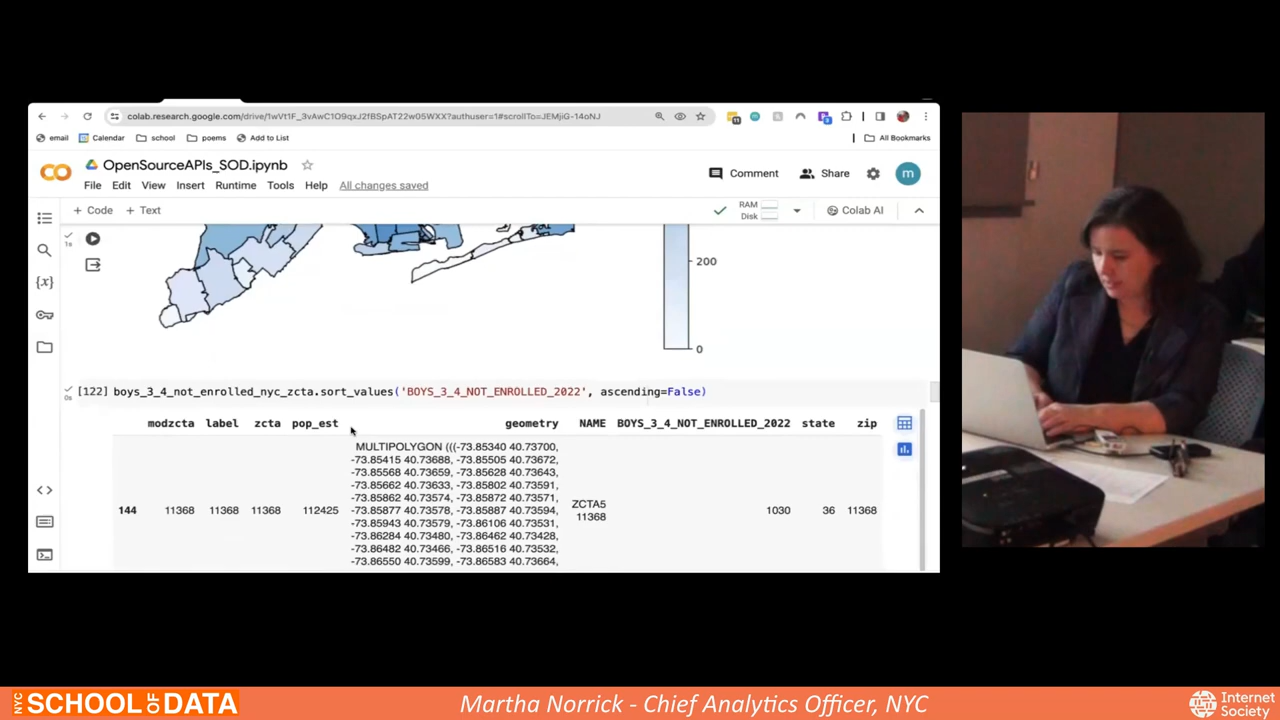 colab.research.google.com/drive/1wVt1F_3vAwC1O9qxJ2fBSpAT22w05WXX?authuser=1#scrollTo=JEMjiG-14oNJ
email Calendar school poems Add to List All Bookmarks
CO OpenSourceAPIs_SOD.ipynb
Comment Share m
File Edit View Insert Runtime Tools Help All changes saved
+ Code + Text RAM Disk Colab AI
1s
200
0
[122] boys_3_4_not_enrolled_nyc_zcta.sort_values('BOYS_3_4_NOT_ENROLLED_2022', ascending=False)
0s
modzcta label zcta pop_est geometry NAME BOYS_3_4_NOT_ENROLLED_2022 state zip
MULTIPOLYGON (((-73.85340 40.73700,
-73.85415 40.73688, -73.85505 40.73672,
-73.85568 40.73659, -73.85628 40.73643,
-73.85662 40.73633, -73.85802 40.73591,
-73.85862 40.73574, -73.85872 40.73571,
144 11368 11368 11368 112425 -73.85877 40.73578, -73.85887 40.73594, ZCTA5 11368 1030 36 11368
-73.85943 40.73579, -73.86106 40.73531,
-73.86284 40.73480, -73.86462 40.73428,
-73.86482 40.73466, -73.86516 40.73532,
-73.86550 40.73599, -73.86583 40.73664,
NYC SCHOOL OF DATA
Martha Norrick - Chief Analytics Officer, NYC
Internet Society